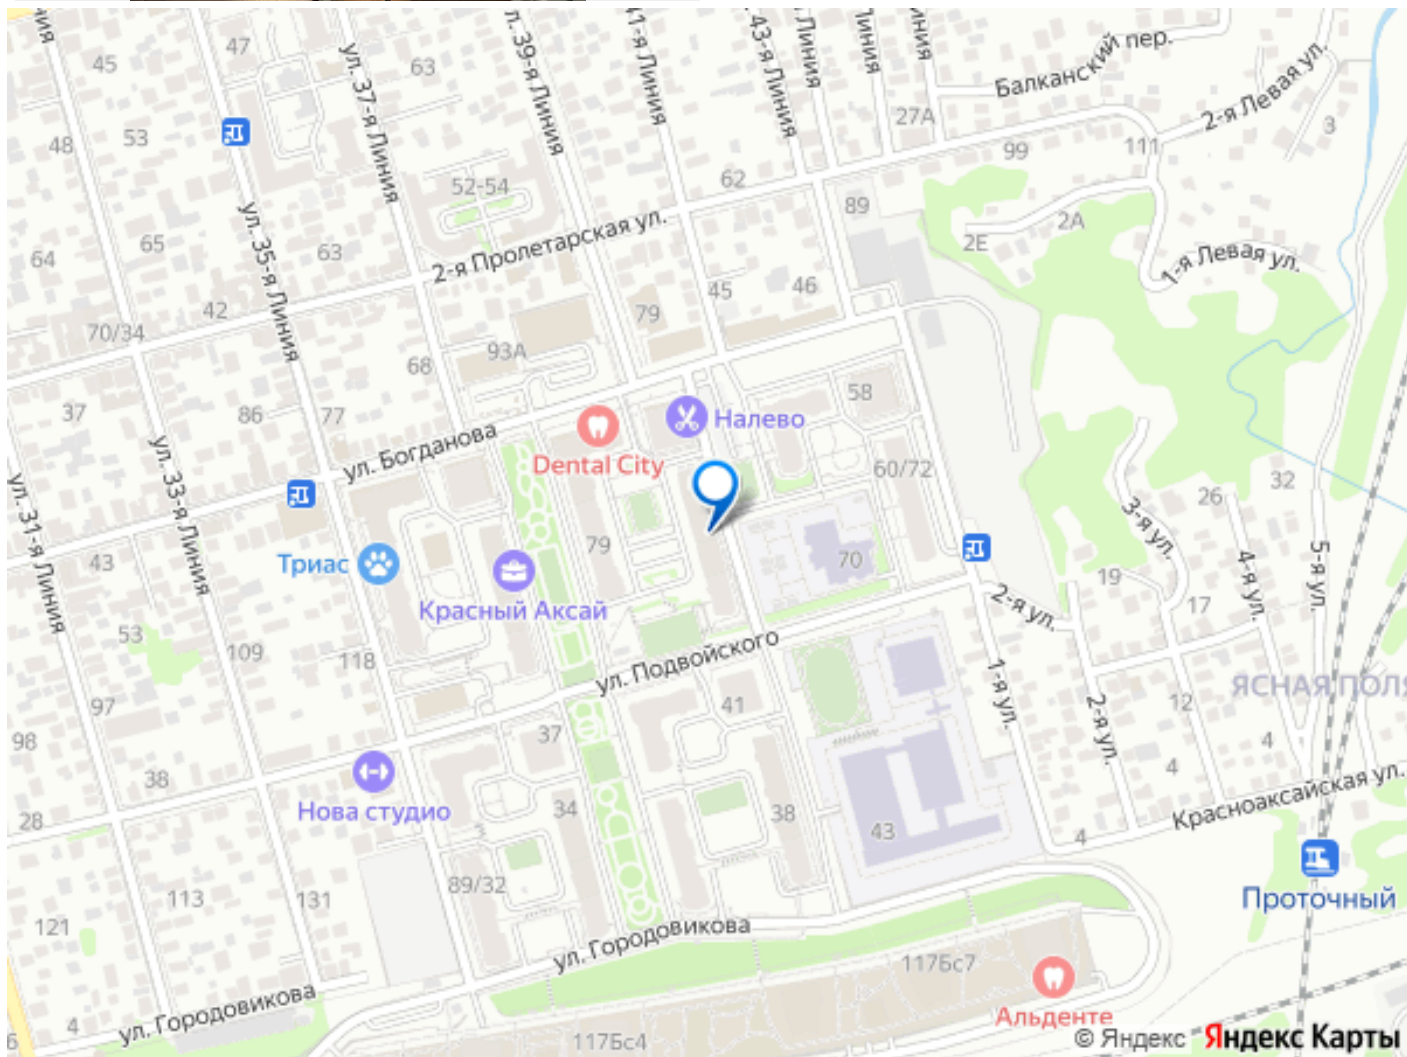 47
45
63
ул. 37-я Линия
ул. 39-я Линия
41-я Линия
43-я Линия
Линия
Линия
Балканский пер.
2-я Левая ул.
27А
3
48
53
99
111
52-54
62
89
2А
2Е
1-я Левая ул.
64
65
63
ул. 35-я Линия
2-я Пролетарская ул.
45
46
42
79
70/34
93А
68
58
37
86
77
Налево
ул. Богданова
Dental City
60/72
32
26
ул. 31-я Линия
ул. 33-я Линия
3-я ул.
43
Триас
79
70
4-я ул.
5-я ул.
19
Красный Аксай
2-я ул.
17
53
109
118
ул. Подвойского
1-я ул.
2-я ул.
ЯСНАЯ ПОЛЯ
97
41
12
98
37
4
4
38
Нова студио
34
38
28
43
4
Красноаксайская ул.
89/32
113
131
Проточный
121
ул. Городовикова
117Бс7
ул. Городовикова
4
Альденте
117Бс4
© Яндекс Яндекс Карты